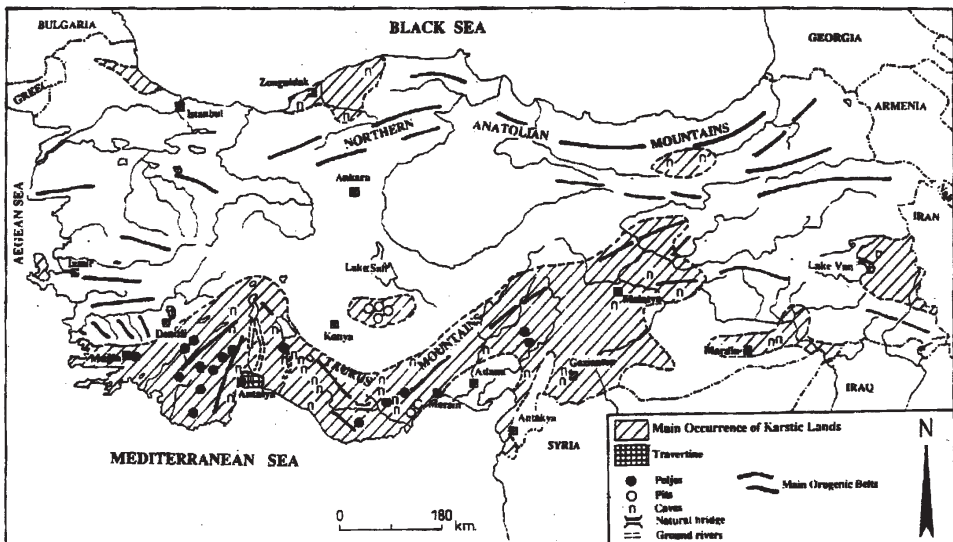 BULGARIA
BLACK SEA
GEORGIA
GREE
Zonguldak
Istanbul
ARMENIA
NORTHERN
ANATOLIAN
MOUNTAINS
Ankara
AEGEAN SEA
IRAN
Izmir
Lake Salt
Lake Van
Malatya
Denizli
Konya
TAURUS
MOUNTAINS
Mardin
Muğla
Gaziantep
Adana
Antalya
Mersin
IRAQ
Antakya
SYRIA
MEDITERRANEAN SEA
Main Occurrence of Karstic Lands
N
Travertine
Poljes
Main Orogenic Belts
Pits
Caves
Natural bridge
Ground rivers
0 180
km.